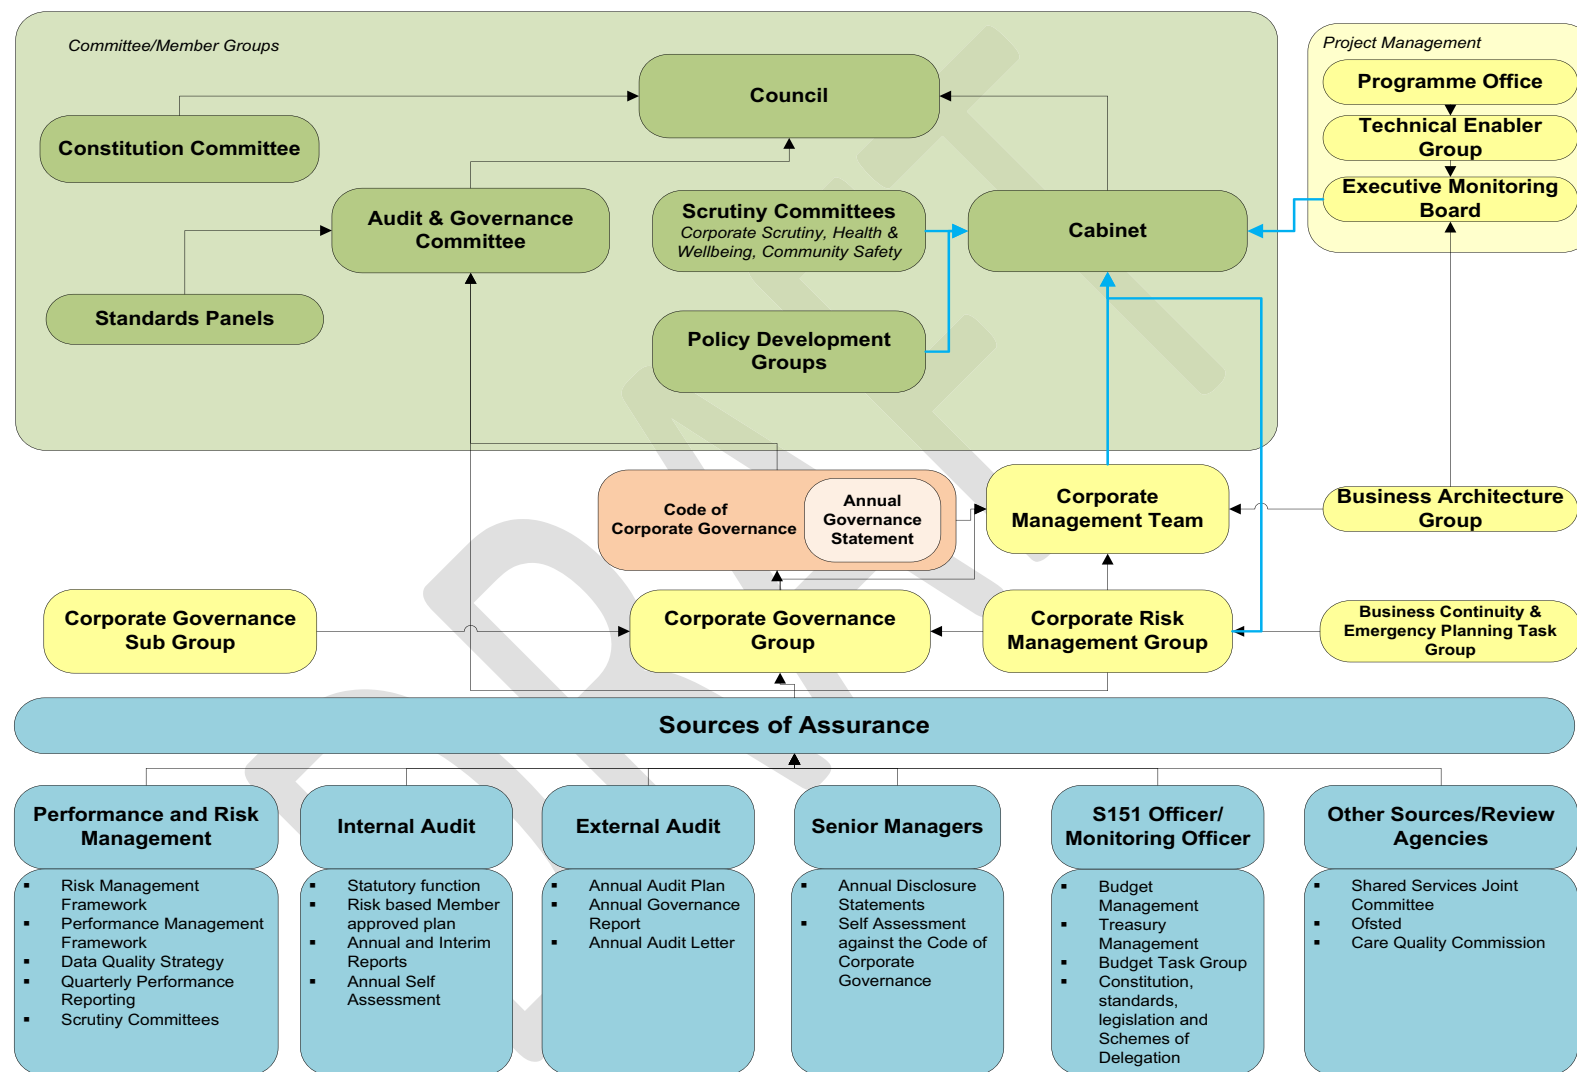 Committee/Member Groups
Project Management
Council
Programme Office
Technical Enabler
Group
Executive Monitoring
Board
Constitution Committee
Audit & Governance
Committee
Scrutiny Committees
Corporate Scrutiny, Health &
Wellbeing, Community Safety
Cabinet
Standards Panels
Policy Development
Groups
Code of
Corporate Governance
Annual
Governance
Statement
Corporate
Management Team
Business Architecture
Group
Corporate Governance
Sub Group
Corporate Governance
Group
Corporate Risk
Management Group
Business Continuity &
Emergency Planning Task
Group
Sources of Assurance
Performance and Risk
Management
▪ Risk Management
Framework
▪ Performance Management
Framework
▪ Data Quality Strategy
▪ Quarterly Performance
Reporting
▪ Scrutiny Committees
Internal Audit
▪ Statutory function
▪ Risk based Member
approved plan
▪ Annual and Interim
Reports
▪ Annual Self
Assessment
External Audit
▪ Annual Audit Plan
▪ Annual Governance
Report
▪ Annual Audit Letter
Senior Managers
▪ Annual Disclosure
Statements
▪ Self Assessment
against the Code of
Corporate
Governance
S151 Officer/
Monitoring Officer
▪ Budget
Management
▪ Treasury
Management
▪ Budget Task Group
▪ Constitution,
standards,
legislation and
Schemes of
Delegation
Other Sources/Review
Agencies
▪ Shared Services Joint
Committee
▪ Ofsted
▪ Care Quality Commission
DRAFT